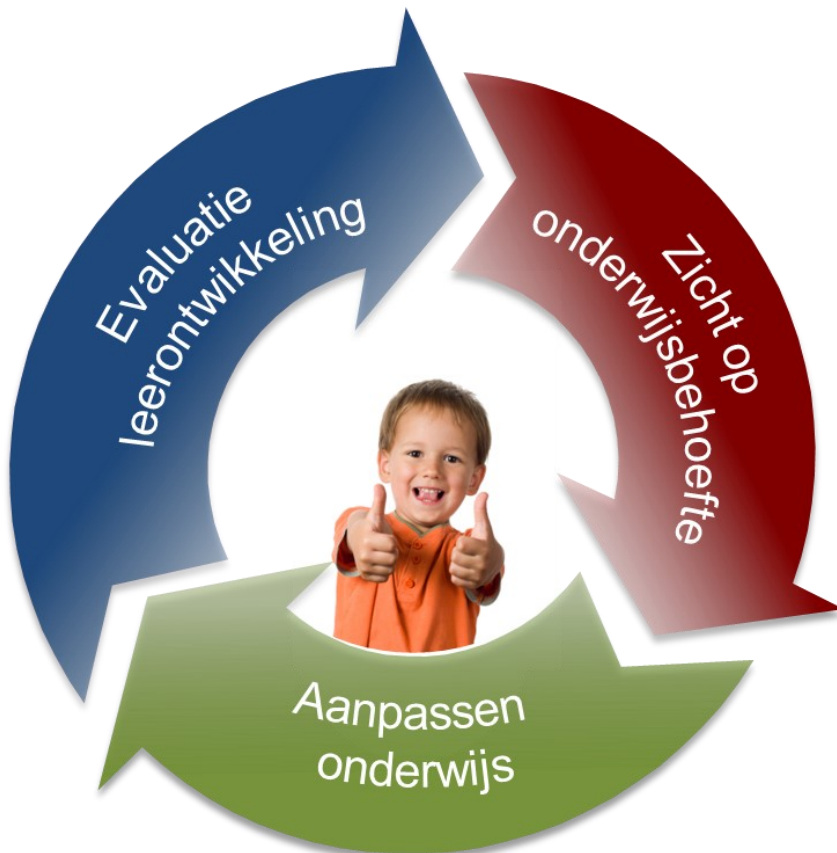 Evaluatie
leerontwikkeling
Zicht op
onderwijsbehoefte
Aanpassen
onderwijs